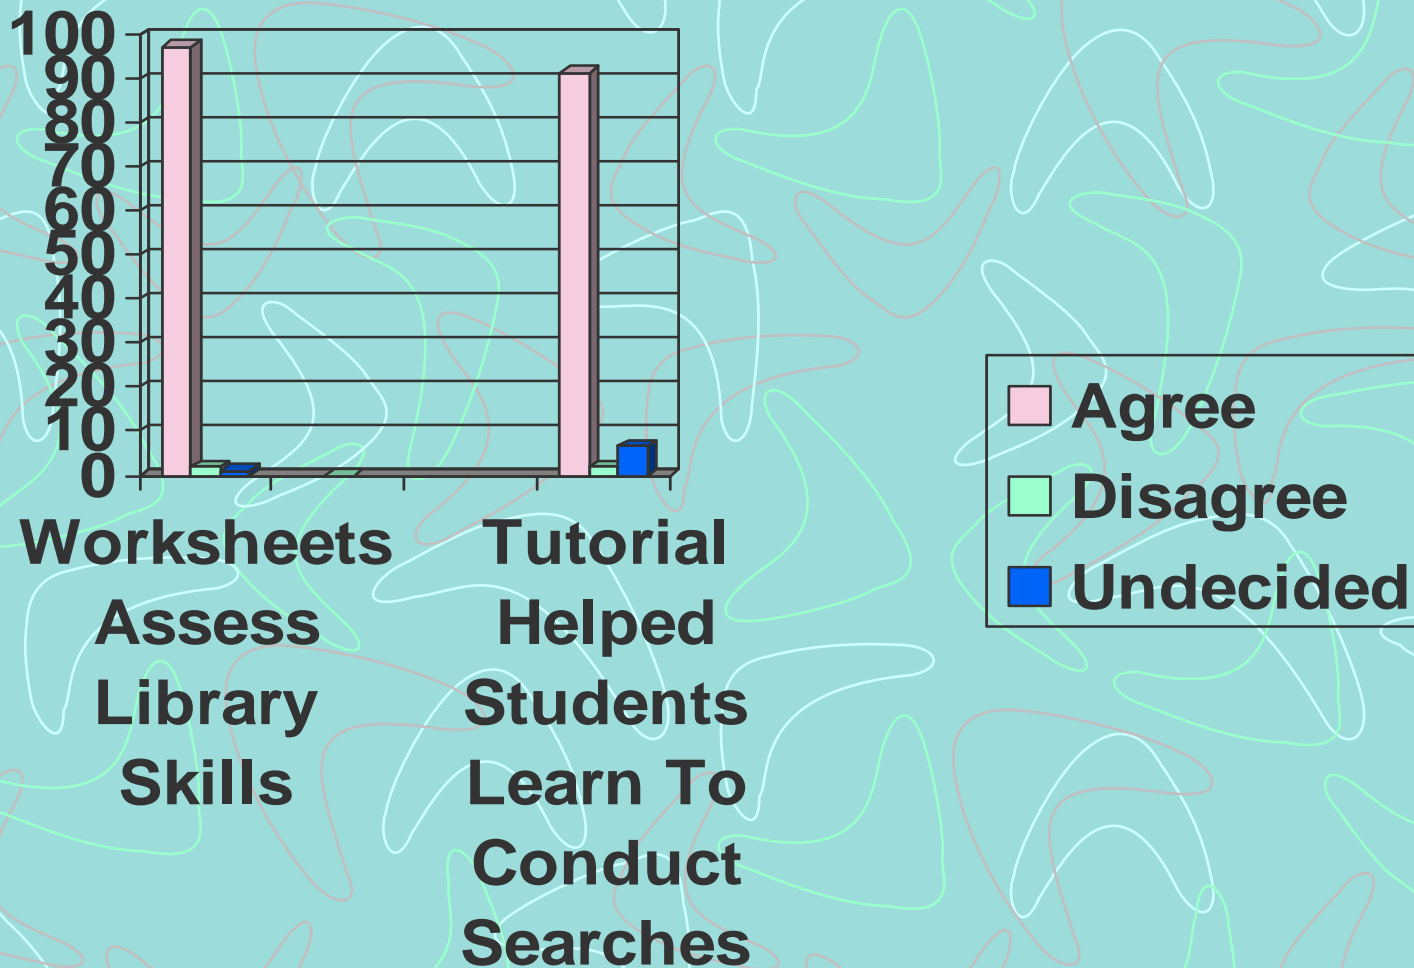 100
90
80
70
60
50
40
30
20
10
0
Worksheets
Assess
Library
Skills
Tutorial
Helped
Students
Learn To
Conduct
Searches
Agree
Disagree
Undecided